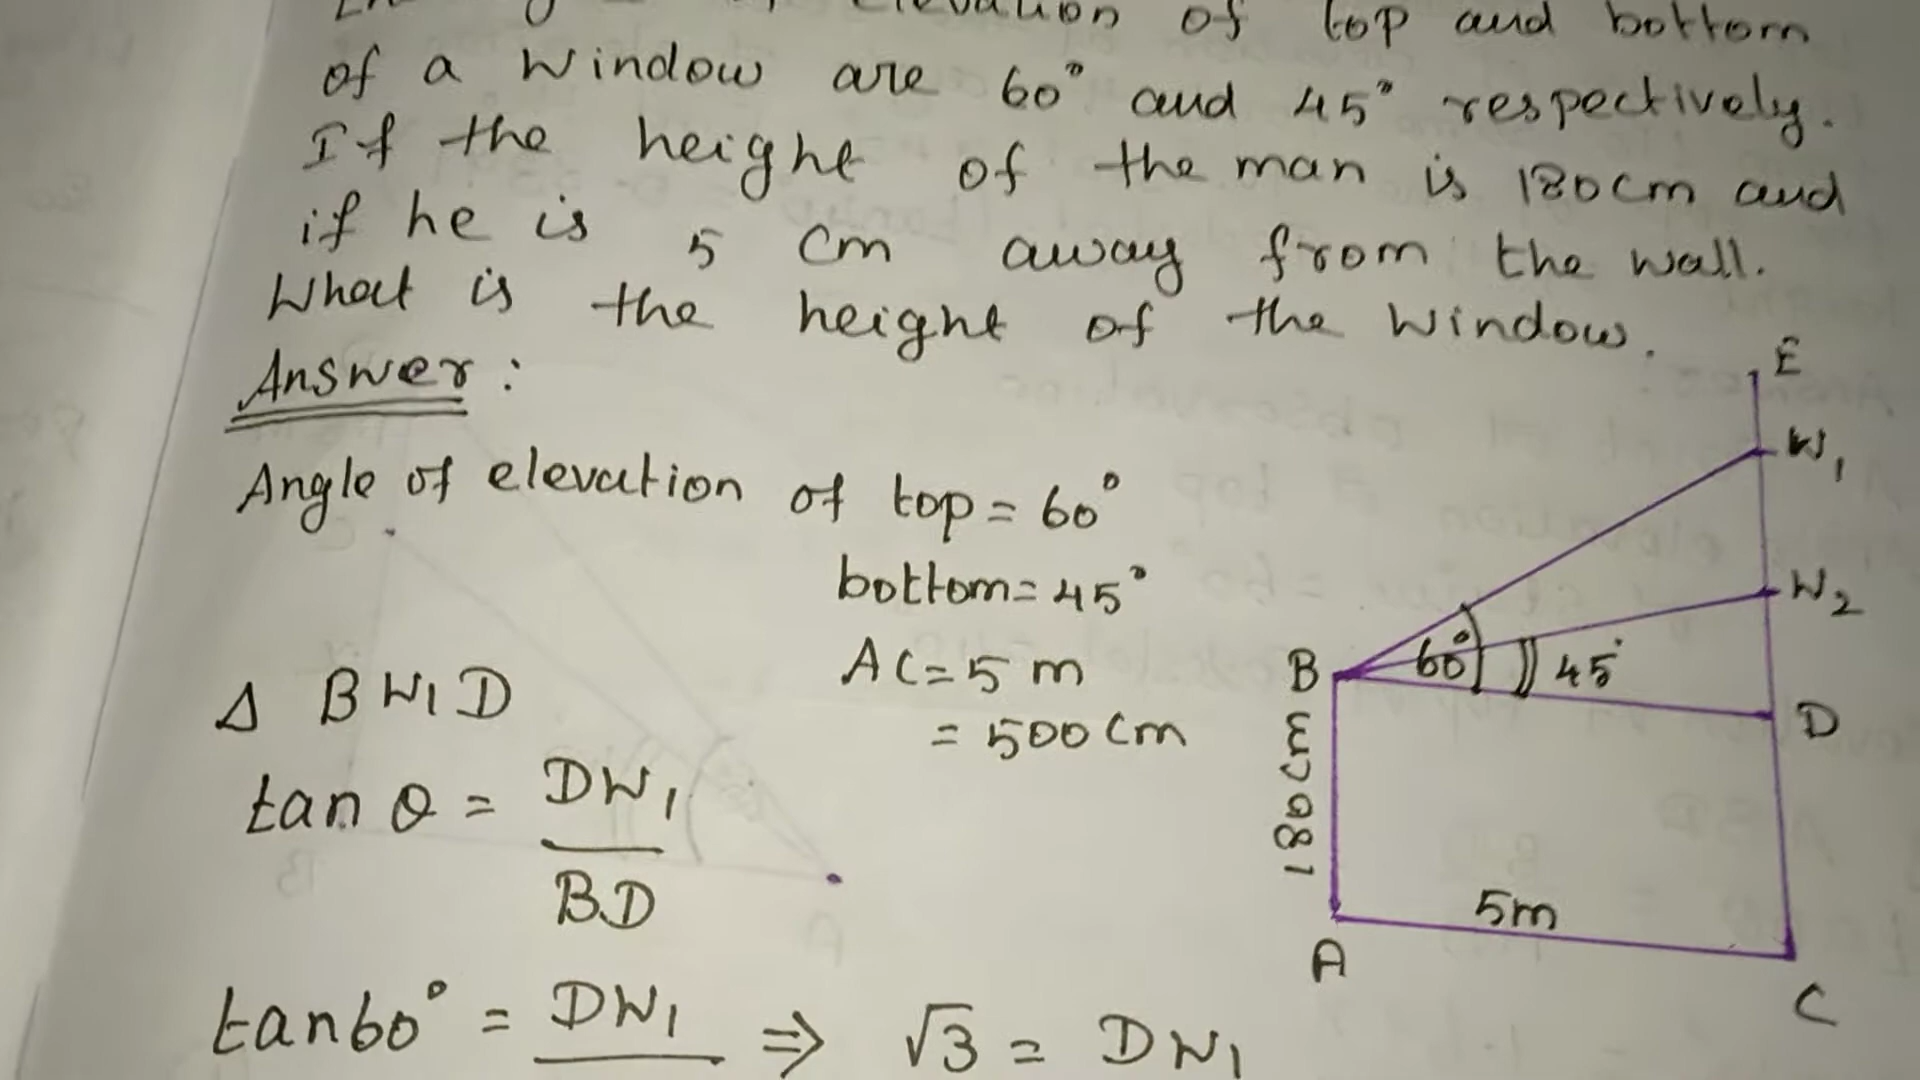 elevation of top and bottom
of a window are 60° and 45° respectively.
If the height of the man is 180cm and
if he is 5 cm away from the wall.
What is the height of the window.
Answer :
Angle of elevation of top = 60°
bottom = 45°
AC = 5 m
= 500 cm
Δ BW₁D
tan θ = DW₁
BD
tan60° = DW₁ ⇒ √3 = DW₁
E
W₁
W₂
B 60° 45°
D
180cm
5m
A
C